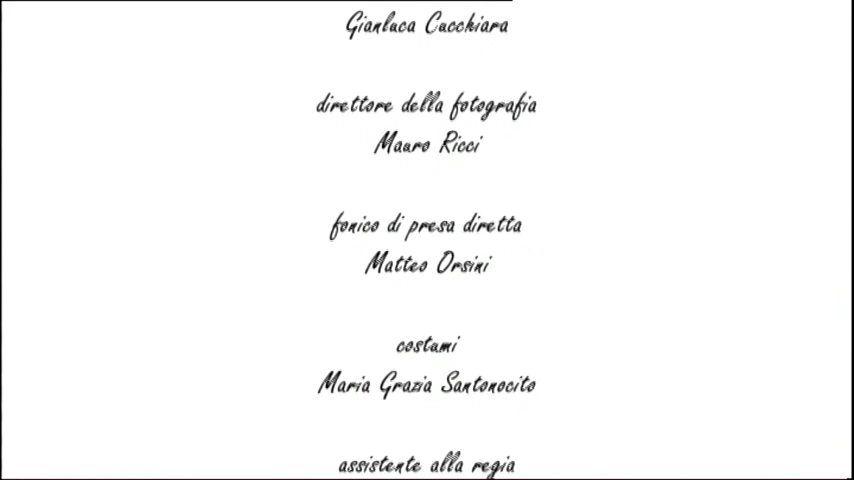 Gianluca Cucchiara
direttore della fotografia
Mauro Ricci
fonico di presa diretta
Matteo Orsini
costumi
Maria Grazia Santonocito
assistente alla regia